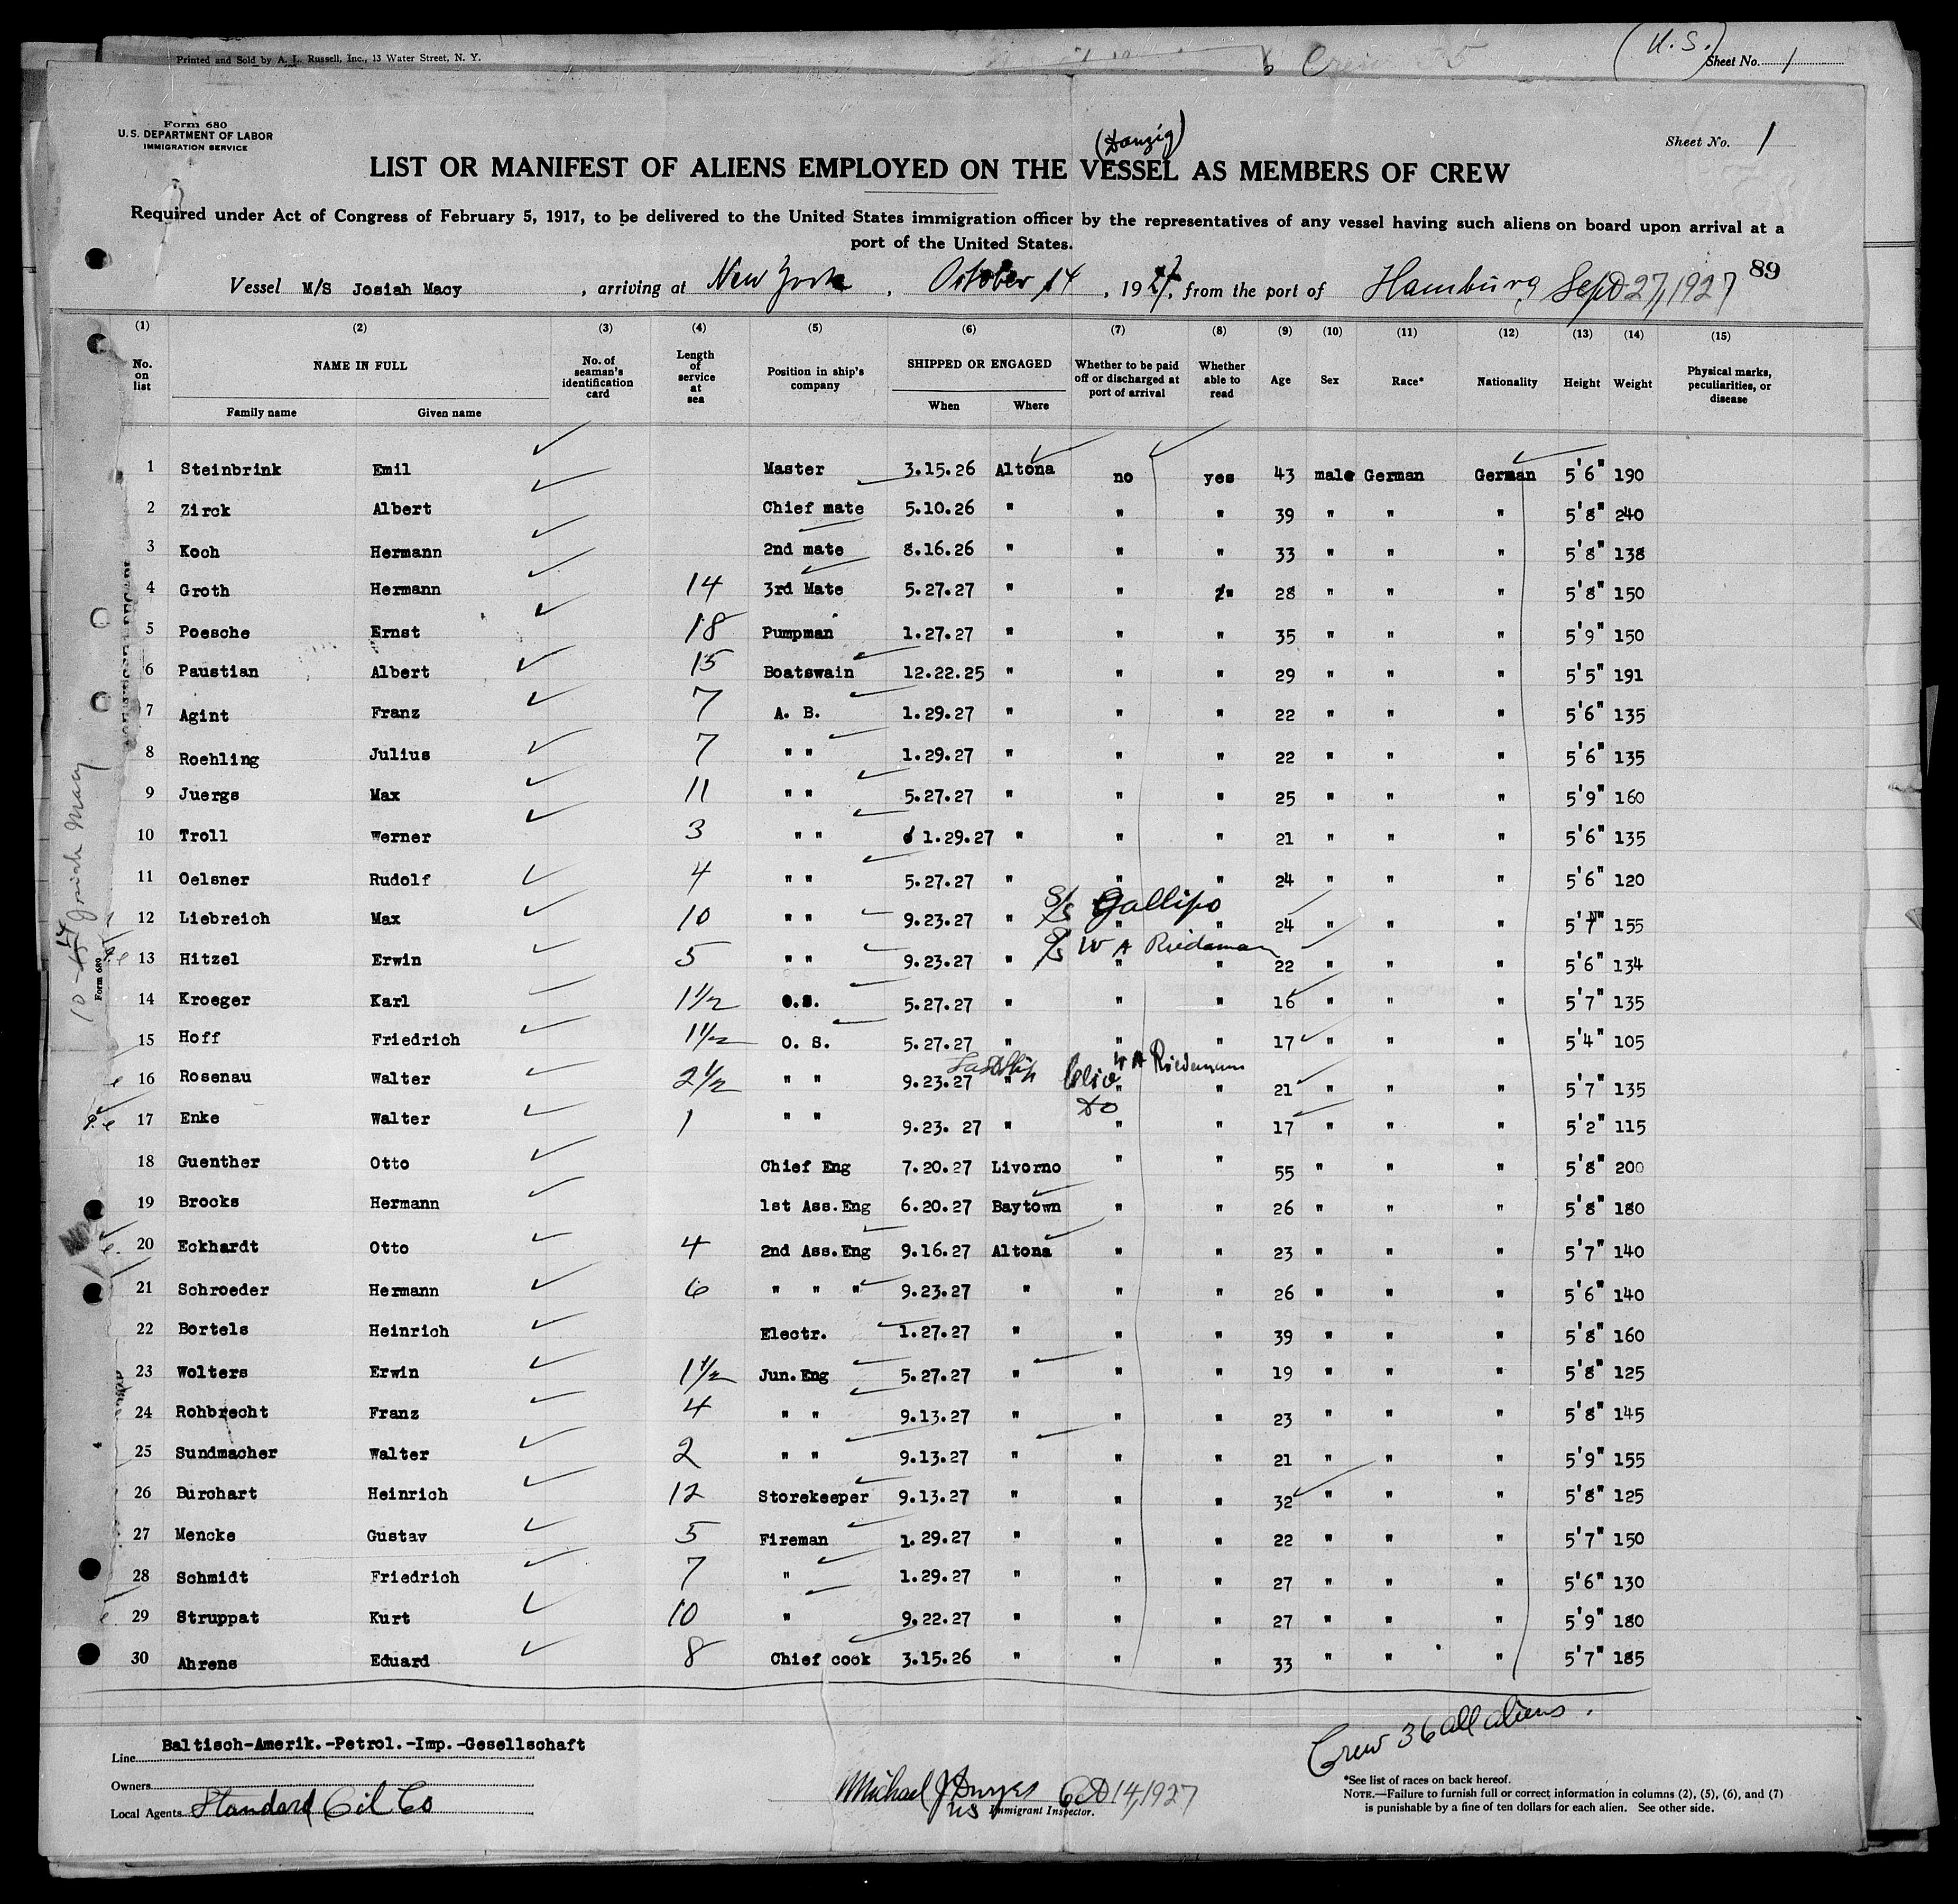 Printed and Sold by A. L. Russell, Inc., 13 Water Street, N. Y.
(U. S.)
Sheet No. 1
Form 680
U. S. DEPARTMENT OF LABOR
IMMIGRATION SERVICE
Sheet No. 1
(Danzig)
LIST OR MANIFEST OF ALIENS EMPLOYED ON THE VESSEL AS MEMBERS OF CREW
Required under Act of Congress of February 5, 1917, to be delivered to the United States immigration officer by the representatives of any vessel having such aliens on board upon arrival at a
port of the United States.
89
Vessel M/S Josiah Macy, arriving at New York, October 14, 1927, from the port of Hamburg Sept 27, 1927
(1) (2) (3) (4) (5) (6) (7) (8) (9) (10) (11) (12) (13) (14) (15)
No. on list NAME IN FULL No. of seaman's identification card Length of service at sea Position in ship's company SHIPPED OR ENGAGED Whether to be paid off or discharged at port of arrival Whether able to read Age Sex Race* Nationality Height Weight Physical marks, peculiarities, or disease
Family name Given name When Where
1 Steinbrink Emil Master 3.15.26 Altona no yes 43 male German German 5'6" 190
2 Zirck Albert Chief mate 5.10.26 " " " 39 " " " 5'8" 240
3 Koch Hermann 2nd mate 8.16.26 " " " 33 " " " 5'8" 138
4 Groth Hermann 14 3rd Mate 5.27.27 " " " 28 " " " 5'8" 150
5 Poesche Ernst 18 Pumpman 1.27.27 " " " 35 " " " 5'9" 150
6 Paustian Albert 15 Boatswain 12.22.25 " " " 29 " " " 5'5" 191
7 Agint Franz 7 A. B. 1.29.27 " " " 22 " " " 5'6" 135
8 Roehling Julius 7 " " 1.29.27 " " " 22 " " " 5'6" 135
9 Juergs Max 11 " " 5.27.27 " " " 25 " " " 5'9" 160
10 Troll Werner 3 " " 1.29.27 " " " 21 " " " 5'6" 135
11 Oelsner Rudolf 4 " " 5.27.27 " " " 24 " " " 5'6" 120
S/S Gallipo
12 Liebreich Max 10 " " 9.23.27 " " " 24 " " " 5'7" 155
S/S W A Riedeman
13 Hitzel Erwin 5 " " 9.23.27 " " " 22 " " " 5'6" 134
14 Kroeger Karl 1 1/2 O.S. 5.27.27 " " " 16 " " " 5'7" 135
15 Hoff Friedrich 1 1/2 O. S. 5.27.27 " " " 17 " " " 5'4" 105
Last Ship Clio W A Riedemann
16 Rosenau Walter 2 1/2 " " 9.23.27 " " " 21 " " " 5'7" 135
Do
17 Enke Walter 1 " " 9.23. 27 " " " 17 " " " 5'2" 115
18 Guenther Otto Chief Eng 7.20.27 Livorno " " 55 " " " 5'8" 200
19 Brooks Hermann 1st Ass.Eng 6.20.27 Baytown " " 26 " " " 5'8" 180
20 Eckhardt Otto 4 2nd Ass.Eng 9.16.27 Altona " " 23 " " " 5'7" 140
21 Schroeder Hermann 6 " " " 9.23.27 " " " 26 " " " 5'6" 140
22 Bortels Heinrich Electr. 1.27.27 " " " 39 " " " 5'8" 160
23 Wolters Erwin 1 1/2 Jun.Eng 5.27.27 " " " 19 " " " 5'8" 125
24 Rohbrecht Franz 4 " " 9.13.27 " " " 23 " " " 5'8" 145
25 Sundmacher Walter 2 " " 9.13.27 " " " 21 " " " 5'9" 155
26 Burchart Heinrich 12 Storekeeper 9.13.27 " " " 32 " " " 5'8" 125
27 Mencke Gustav 5 Fireman 1.29.27 " " " 22 " " " 5'7" 150
28 Schmidt Friedrich 7 " 1.29.27 " " " 27 " " " 5'6" 130
29 Struppat Kurt 10 " 9.22.27 " " " 27 " " " 5'9" 180
30 Ahrens Eduard 8 Chief cook 3.15.26 " " " 33 " " " 5'7" 185
Crew 36 all aliens.
Line Baltisch-Amerik.-Petrol.-Imp.-Gesellschaft
Owners
Local Agents Standard Oil Co
Michael J Dwyer Oct 14, 1927
US Immigrant Inspector.
*See list of races on back hereof.
NOTE.—Failure to furnish full or correct information in columns (2), (5), (6), and (7)
is punishable by a fine of ten dollars for each alien. See other side.
10-14 Josiah Macy
Form 680